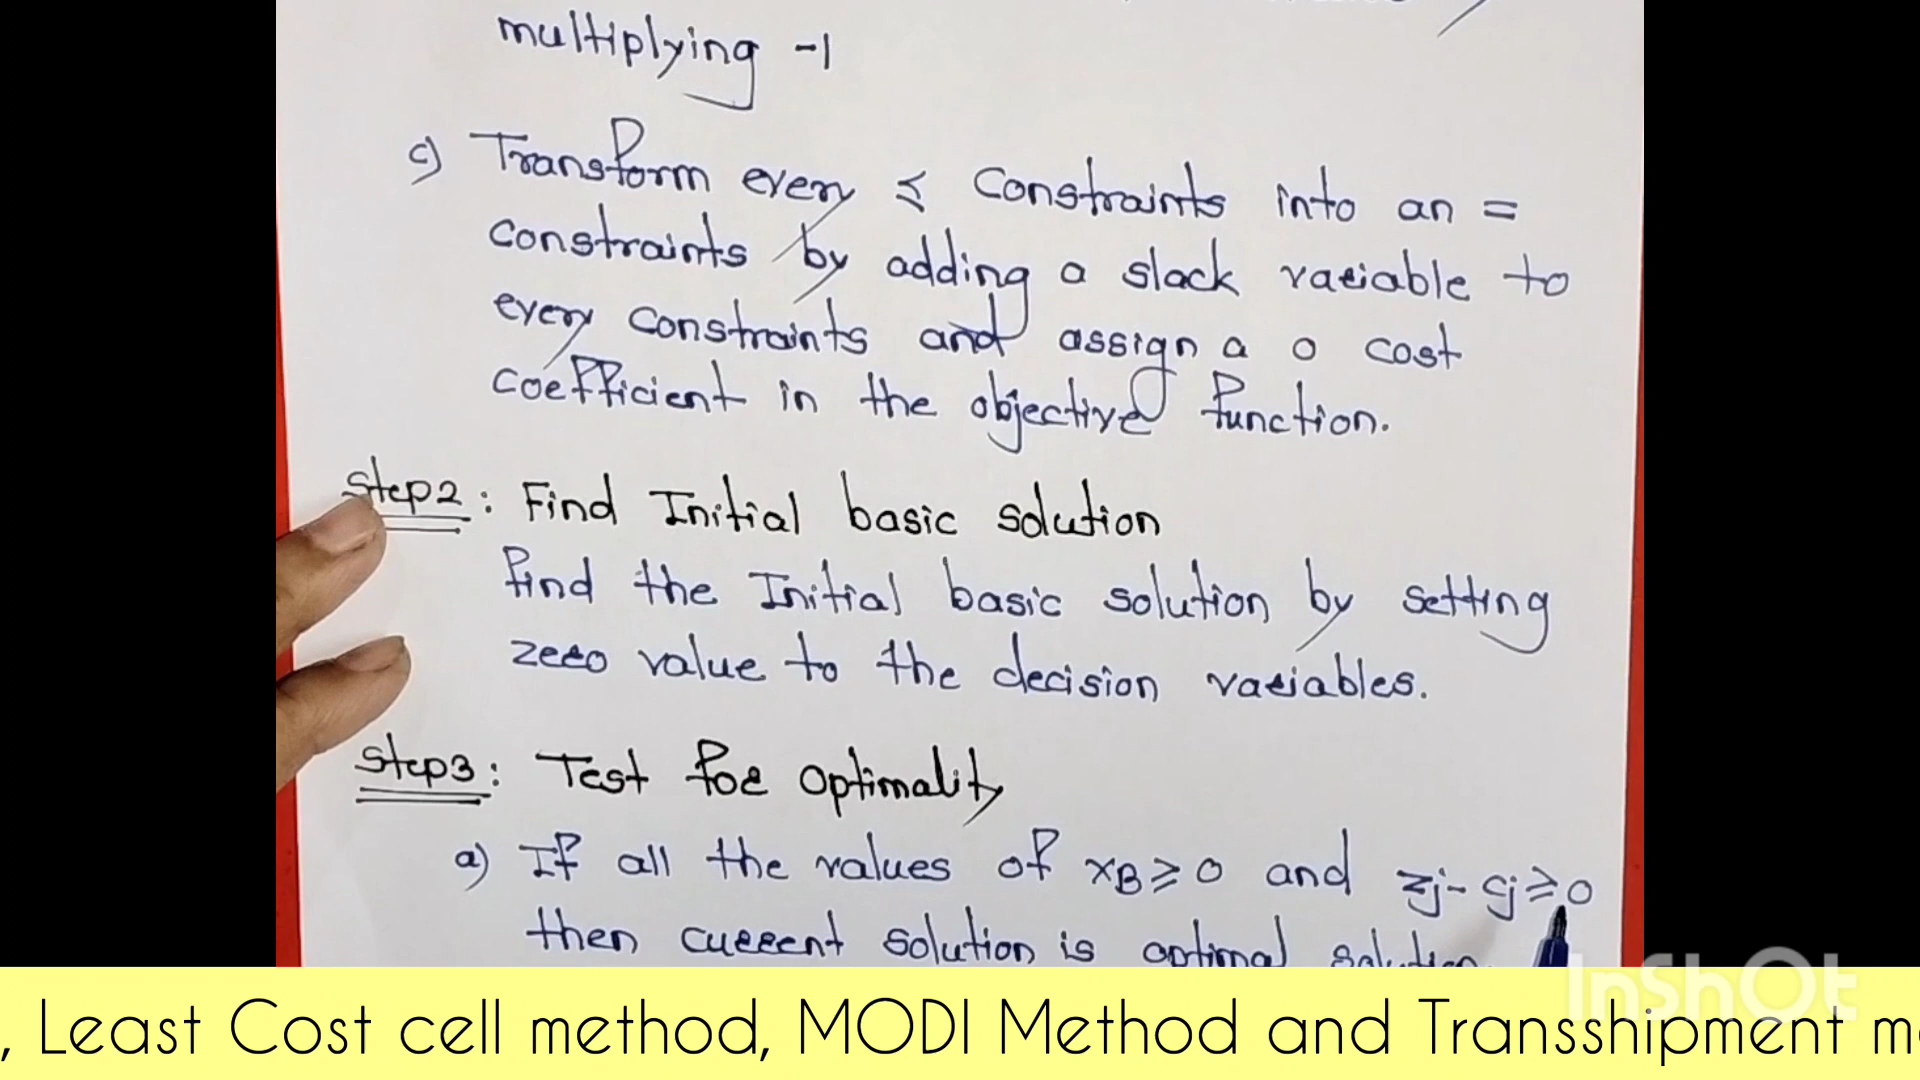 multiplying -1
c) Transform every ≤ constraints into an =
constraints by adding a slack variable to
every constraints and assign a 0 cost
coefficient in the objective function.
Step2: Find Initial basic solution
Find the Initial basic solution by setting
zero value to the decision variables.
Step3: Test for Optimality
a) If all the values of xB ≥ 0 and zj - cj ≥ 0
then current solution is optimal solution
InShOt
, Least Cost cell method, MODI Method and Transshipment m